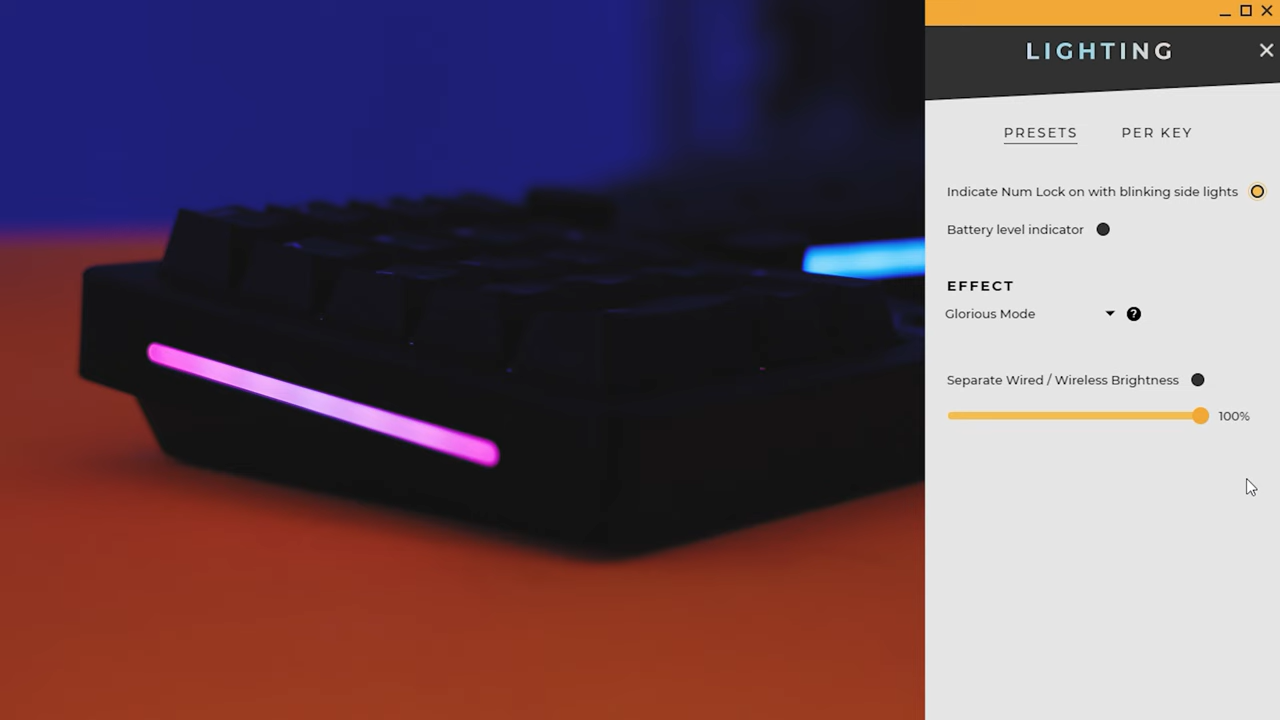 LIGHTING
PRESETS PER KEY
Indicate Num Lock on with blinking side lights
Battery level indicator
EFFECT
Glorious Mode
?
Separate Wired / Wireless Brightness
100%